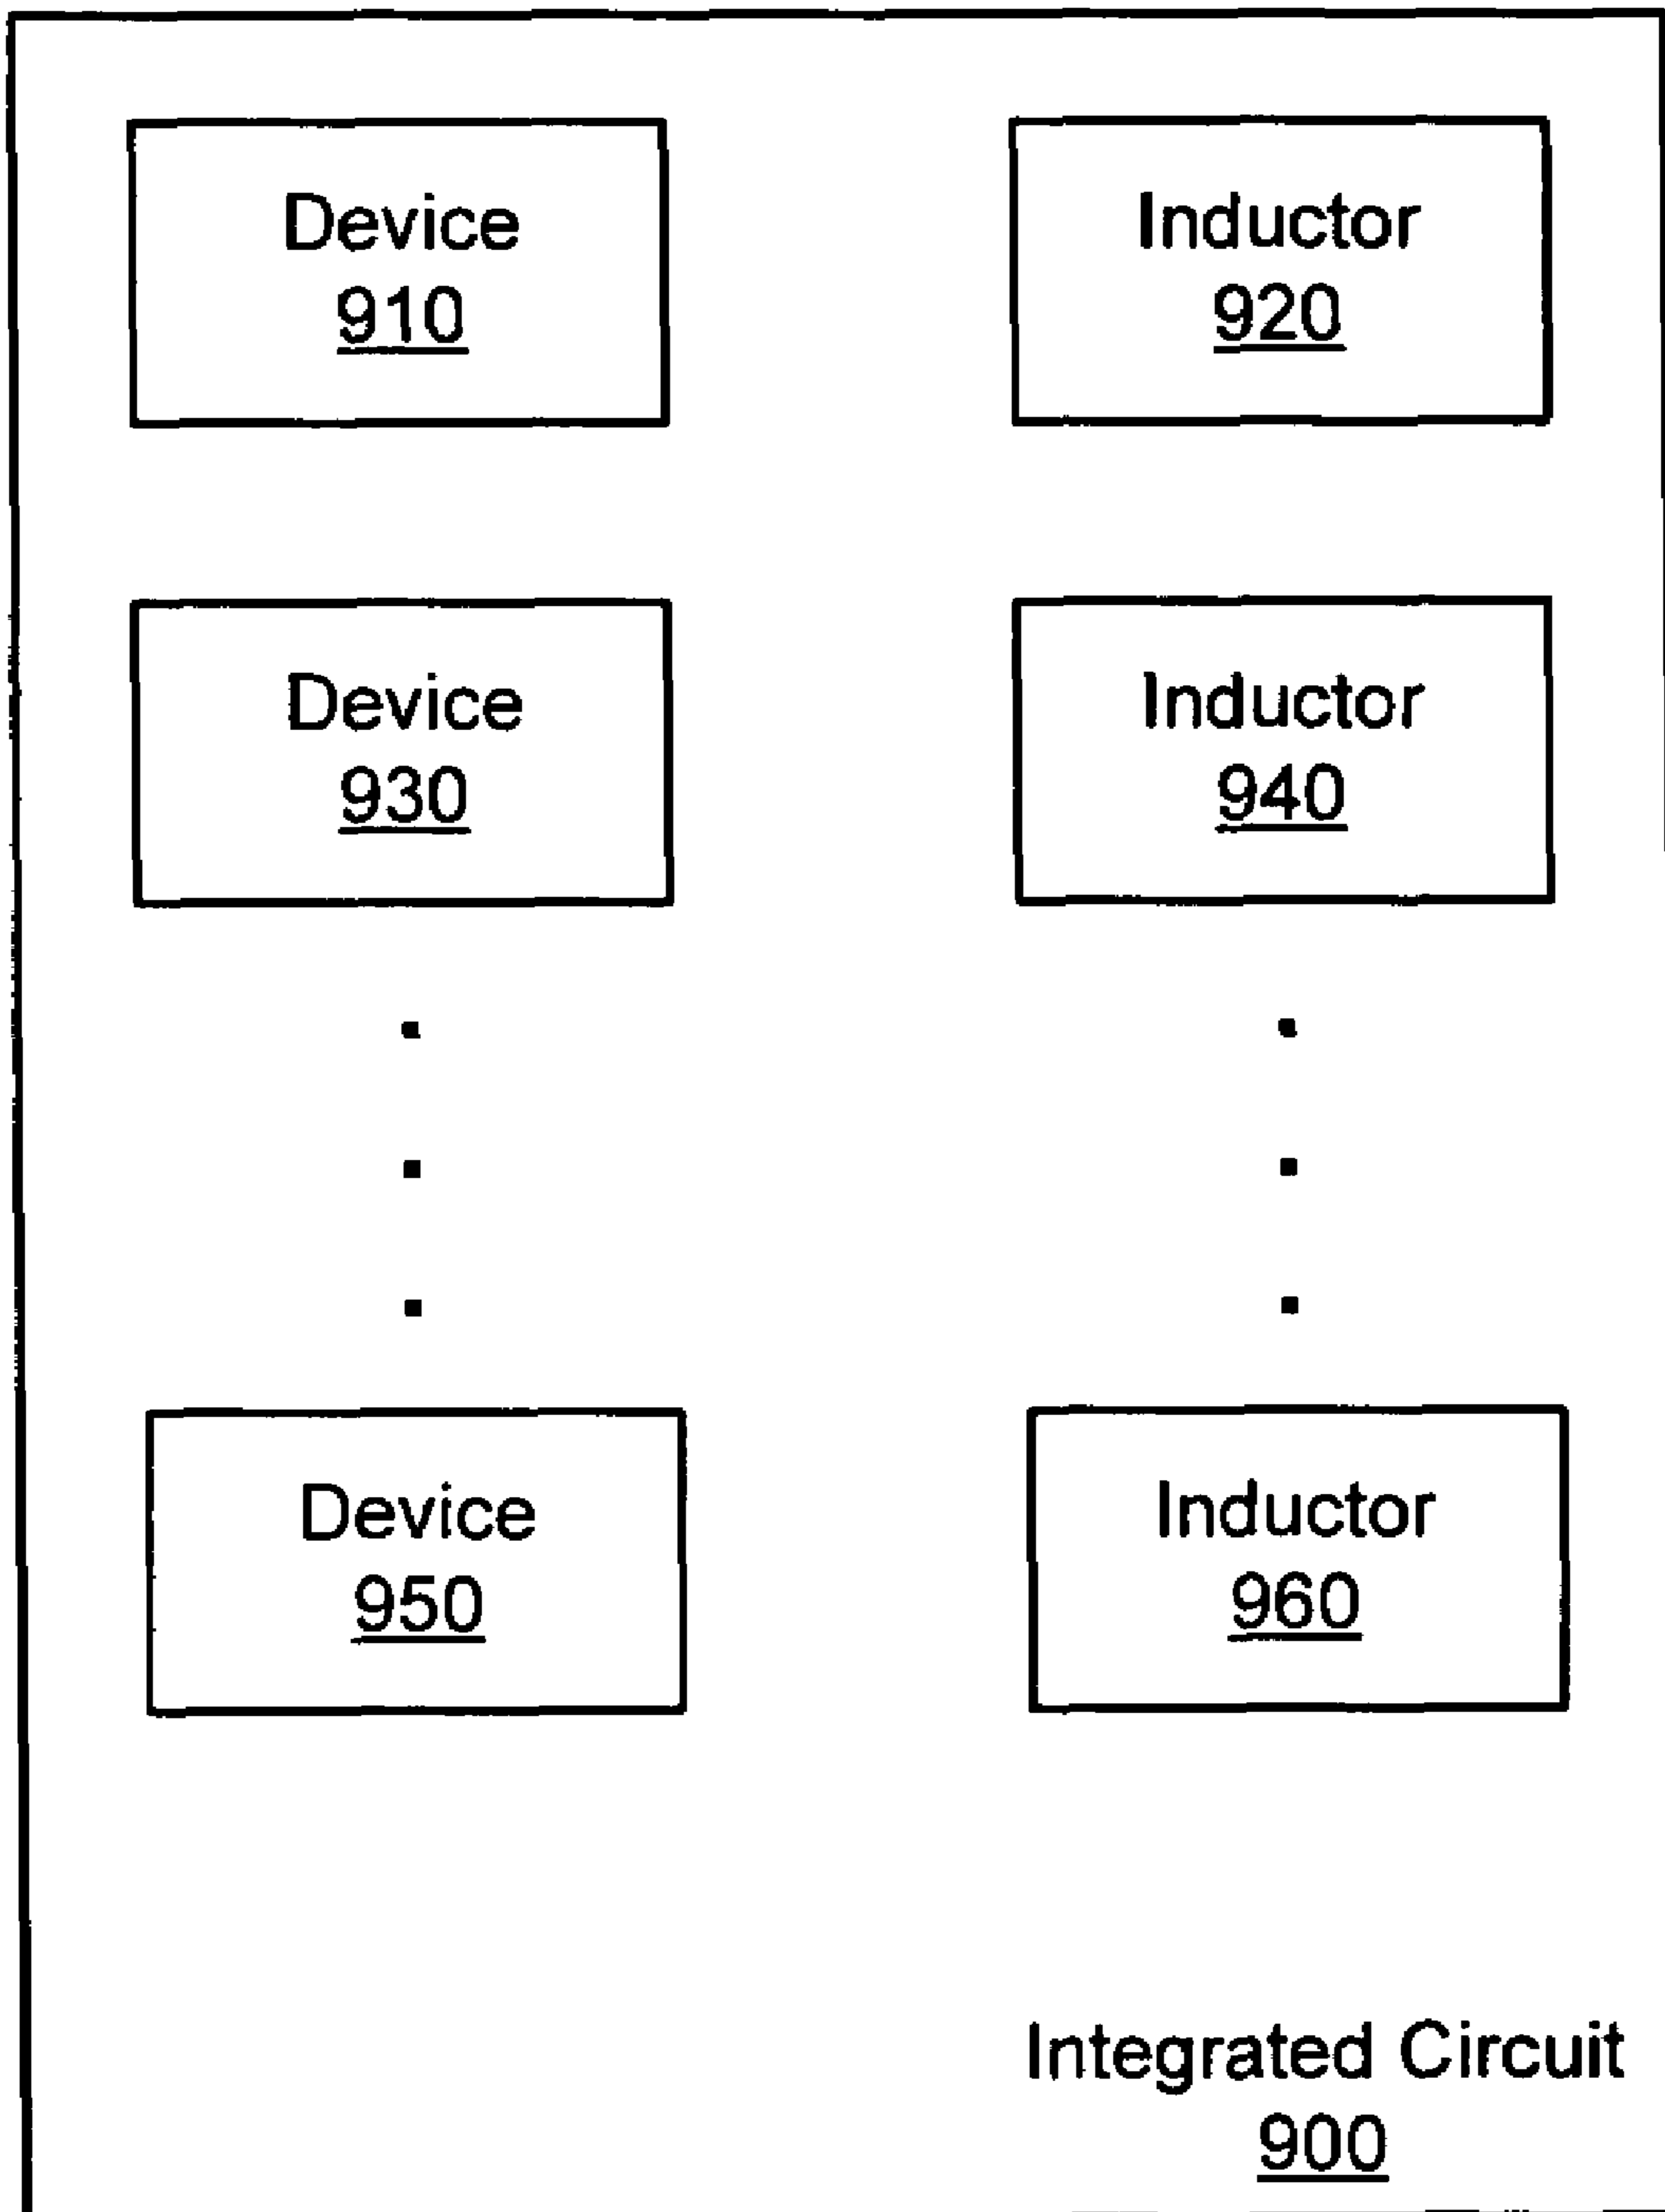 Device
910
Inductor
920
Device
930
Inductor
940
Device
950
Inductor
960
Integrated Circuit
900